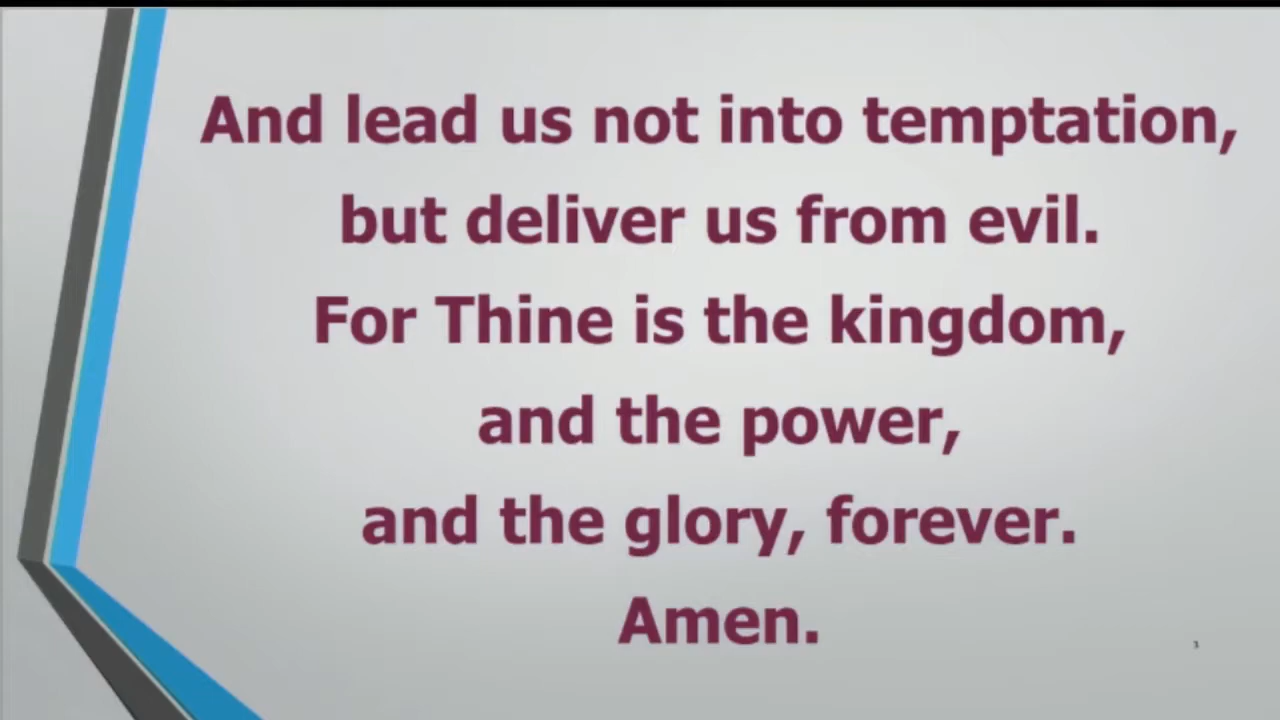 And lead us not into temptation,
but deliver us from evil.
For Thine is the kingdom,
and the power,
and the glory, forever.
Amen.
3